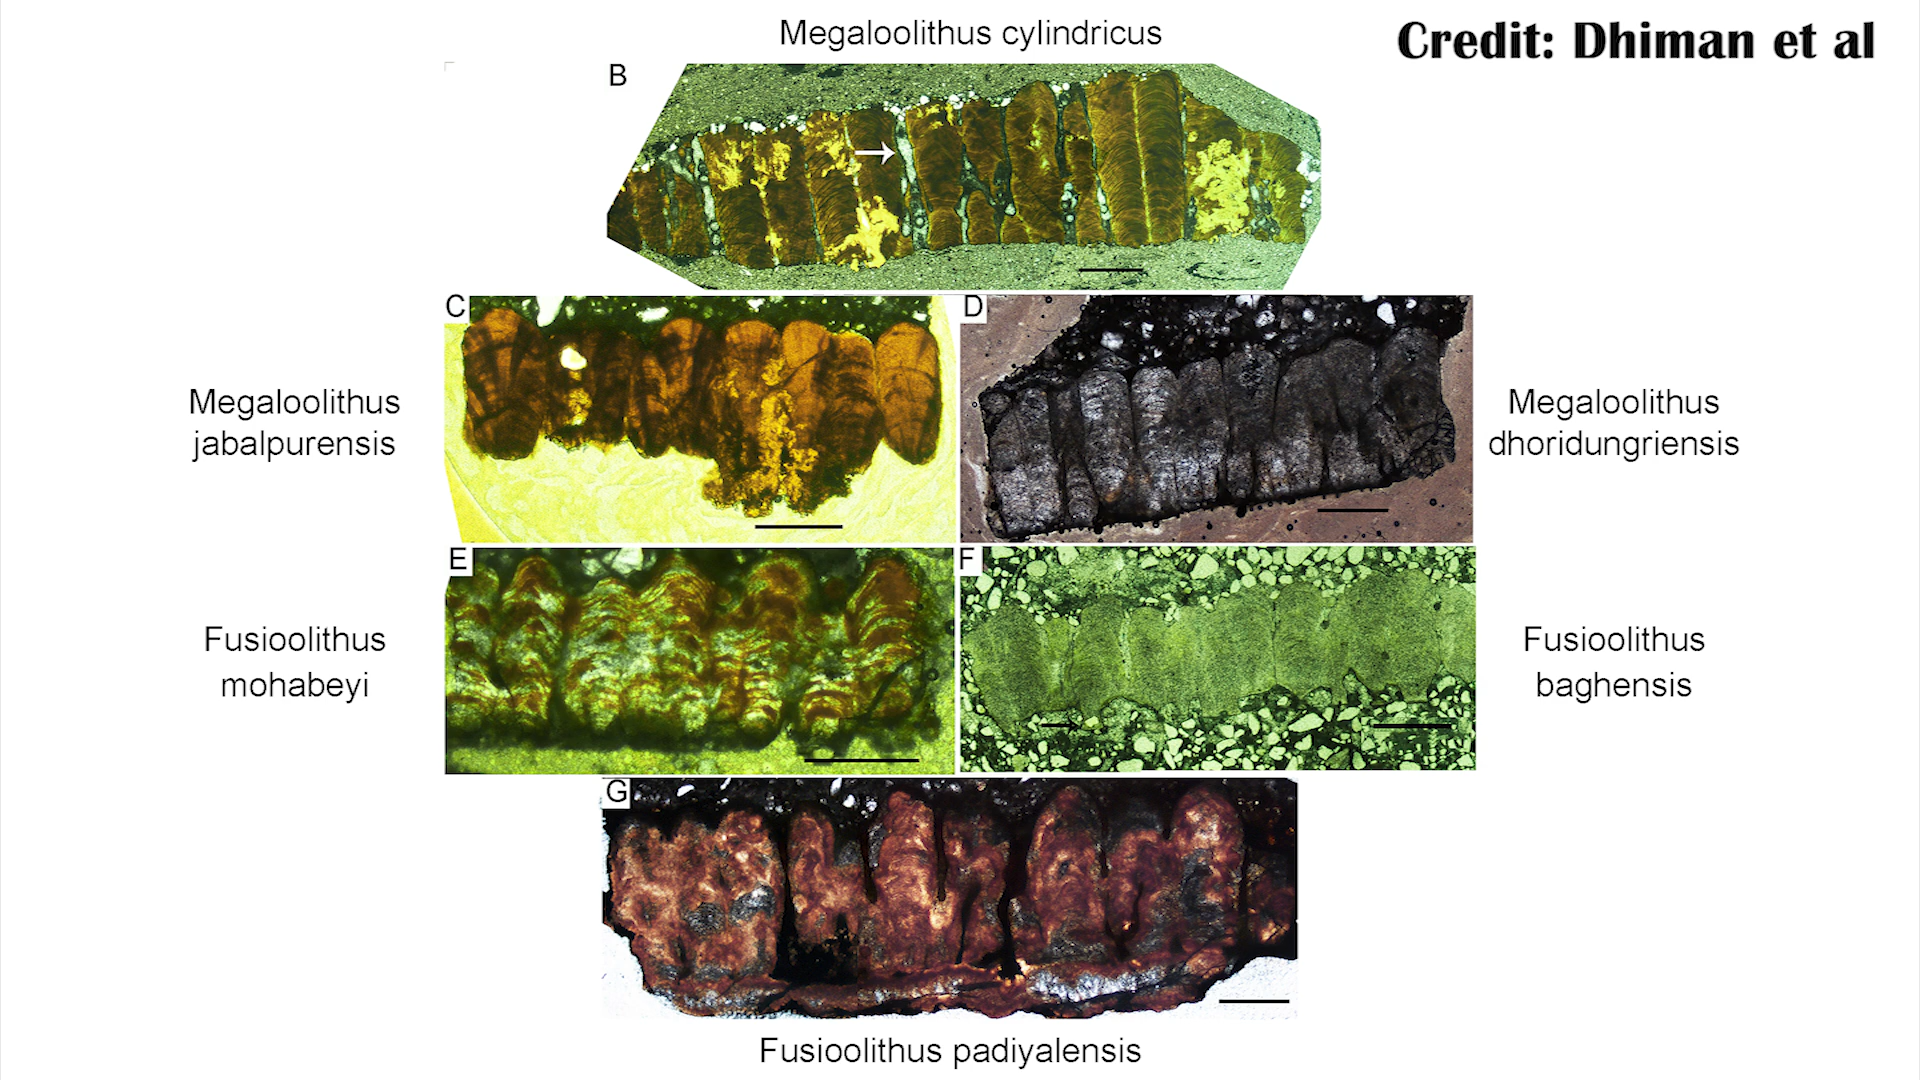 Megaloolithus cylindricus
Credit: Dhiman et al
B
C
D
Megaloolithus
jabalpurensis
Megaloolithus
dhoridungriensis
E
F
Fusioolithus
mohabeyi
Fusioolithus
baghensis
G
Fusioolithus padiyalensis